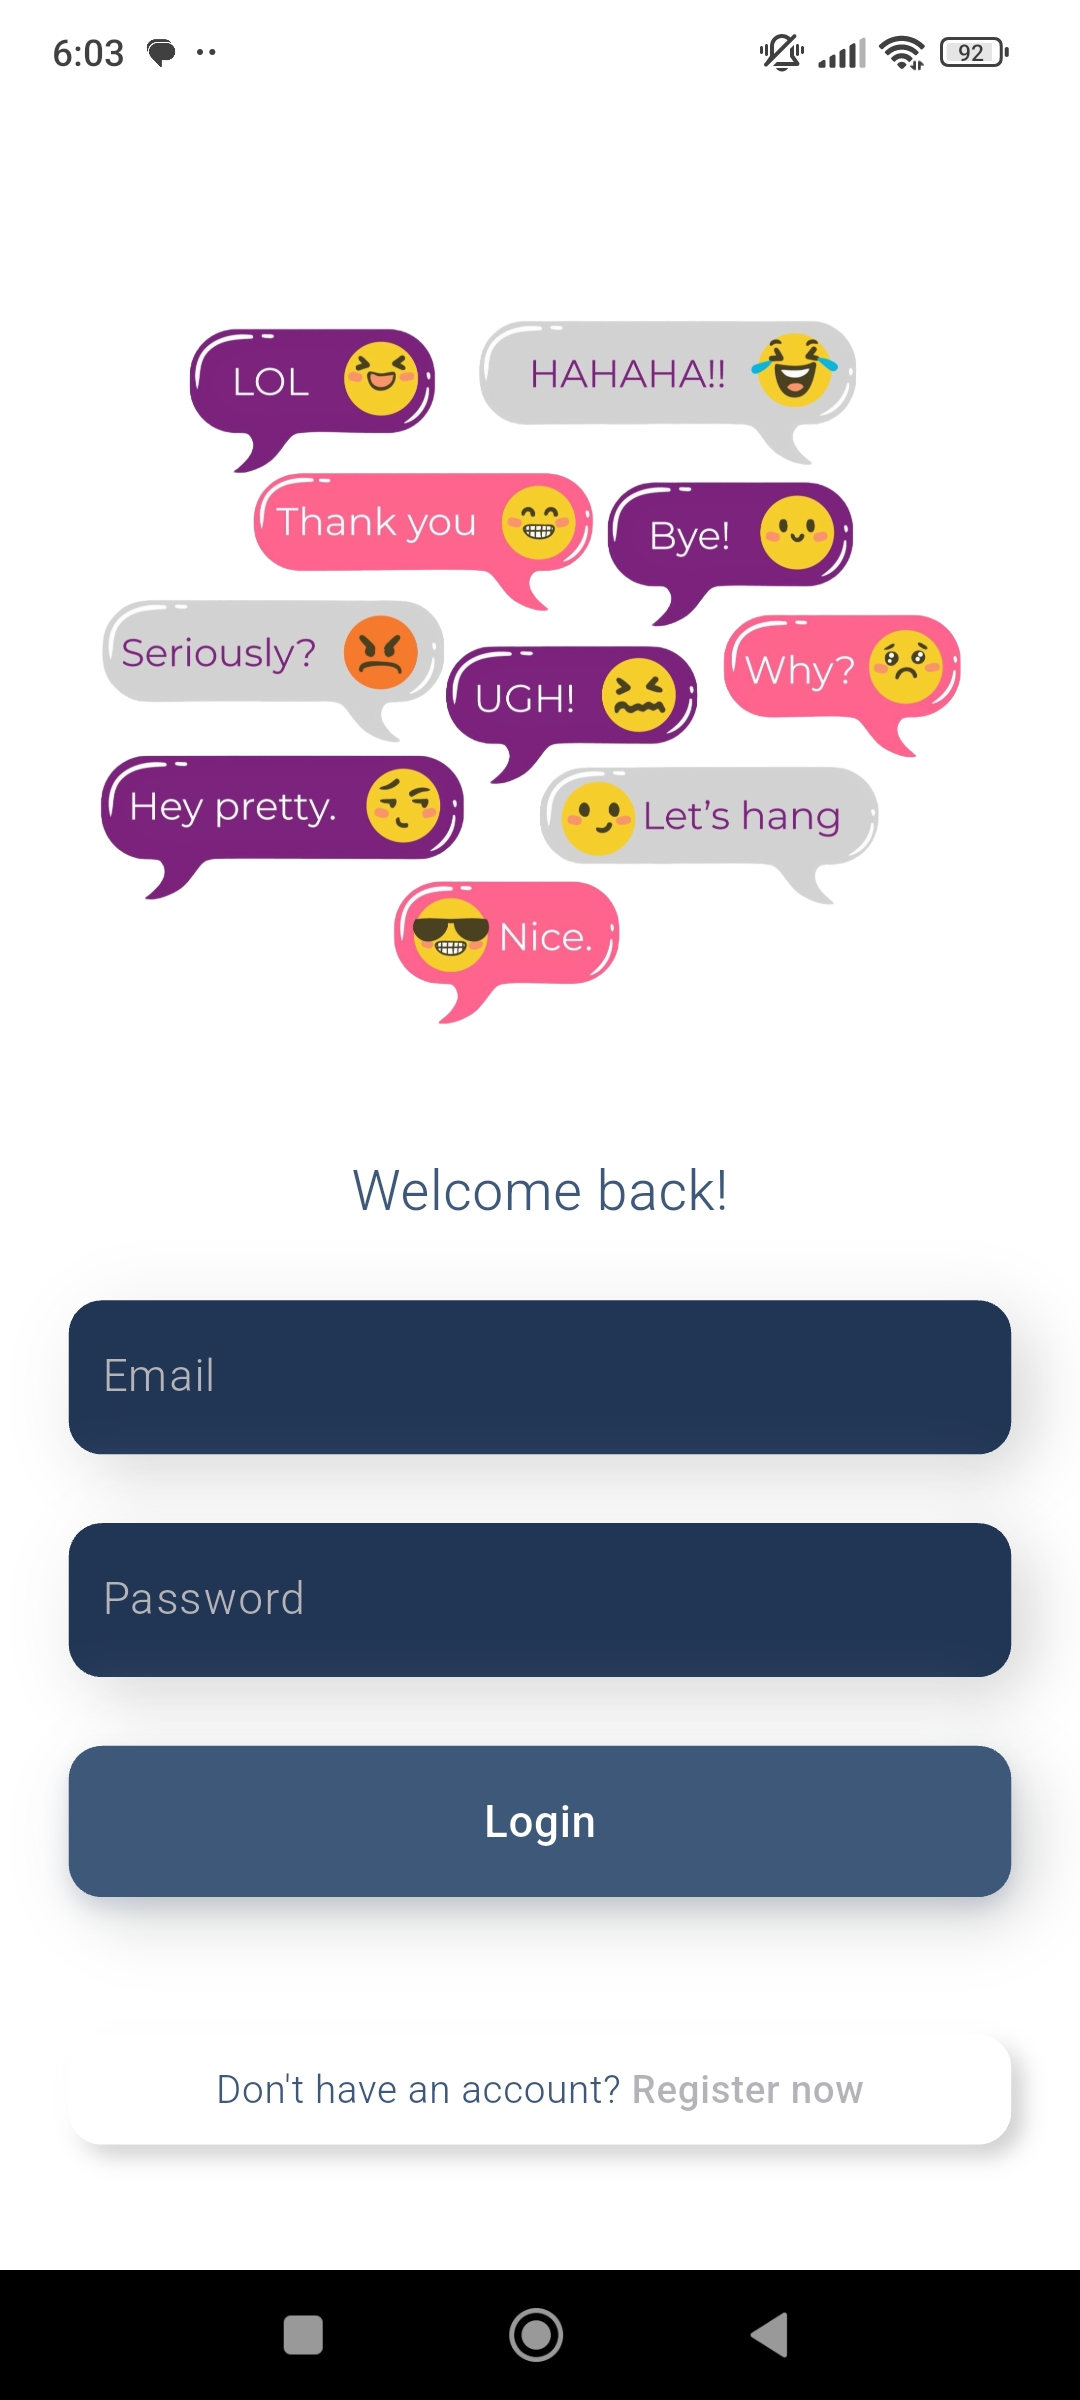 6:03
92
LOL
HAHAHA!!
Thank you
Bye!
Seriously?
UGH!
Why?
Hey pretty.
Let's hang
Nice.
Welcome back!
Email
Password
Login
Don't have an account? Register now